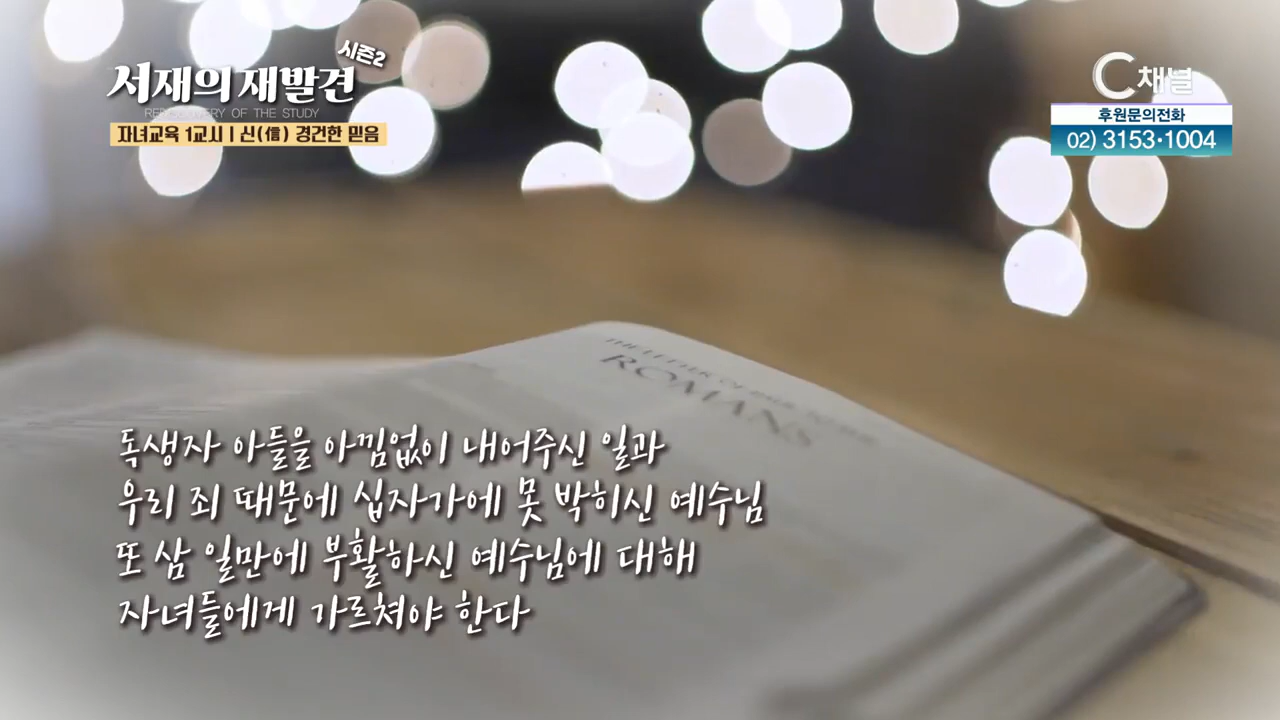 서재의 재발견 시즌2
REDISCOVERY OF THE STUDY
자녀교육 1교시 | 신(信) 경건한 믿음
C채널
후원문의전화
02) 3153·1004
ROMANS
독생자 아들을 아낌없이 내어주신 일과
우리 죄 때문에 십자가에 못 박히신 예수님
또 삼 일만에 부활하신 예수님에 대해
자녀들에게 가르쳐야 한다